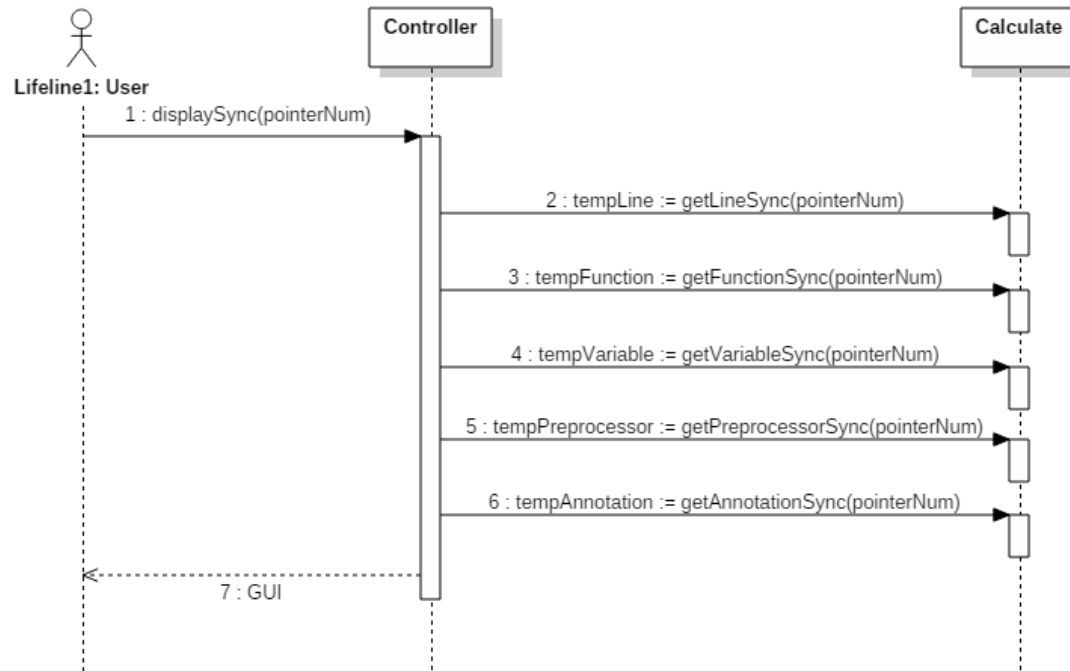 Controller
Calculate
Lifeline1: User
1 : displaySync(pointerNum)
2 : tempLine := getLineSync(pointerNum)
3 : tempFunction := getFunctionSync(pointerNum)
4 : tempVariable := getVariableSync(pointerNum)
5 : tempPreprocessor := getPreprocessorSync(pointerNum)
6 : tempAnnotation := getAnnotationSync(pointerNum)
7 : GUI